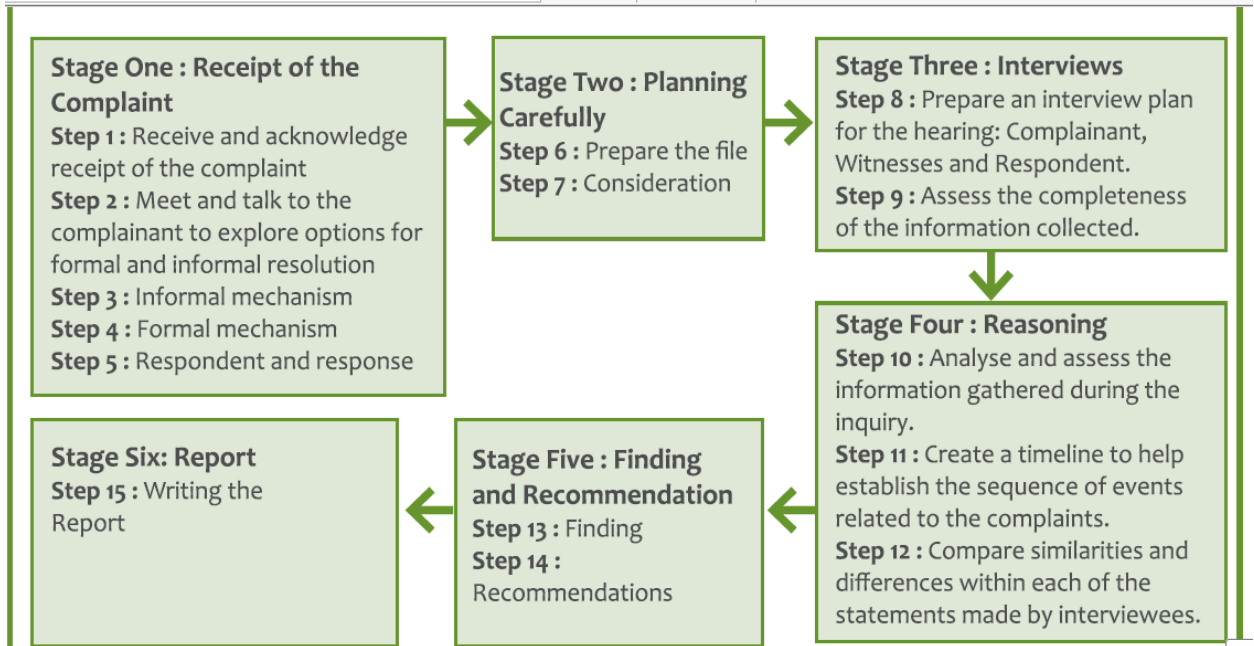 Stage One : Receipt of the
Complaint
Step 1 : Receive and acknowledge
receipt of the complaint
Step 2 : Meet and talk to the
complainant to explore options for
formal and informal resolution
Step 3 : Informal mechanism
Step 4 : Formal mechanism
Step 5 : Respondent and response
Stage Two : Planning
Carefully
Step 6 : Prepare the file
Step 7 : Consideration
Stage Three : Interviews
Step 8 : Prepare an interview plan
for the hearing: Complainant,
Witnesses and Respondent.
Step 9 : Assess the completeness
of the information collected.
Stage Four : Reasoning
Step 10 : Analyse and assess the
information gathered during the
inquiry.
Step 11 : Create a timeline to help
establish the sequence of events
related to the complaints.
Step 12 : Compare similarities and
differences within each of the
statements made by interviewees.
Stage Five : Finding
and Recommendation
Step 13 : Finding
Step 14 :
Recommendations
Stage Six: Report
Step 15 : Writing the
Report